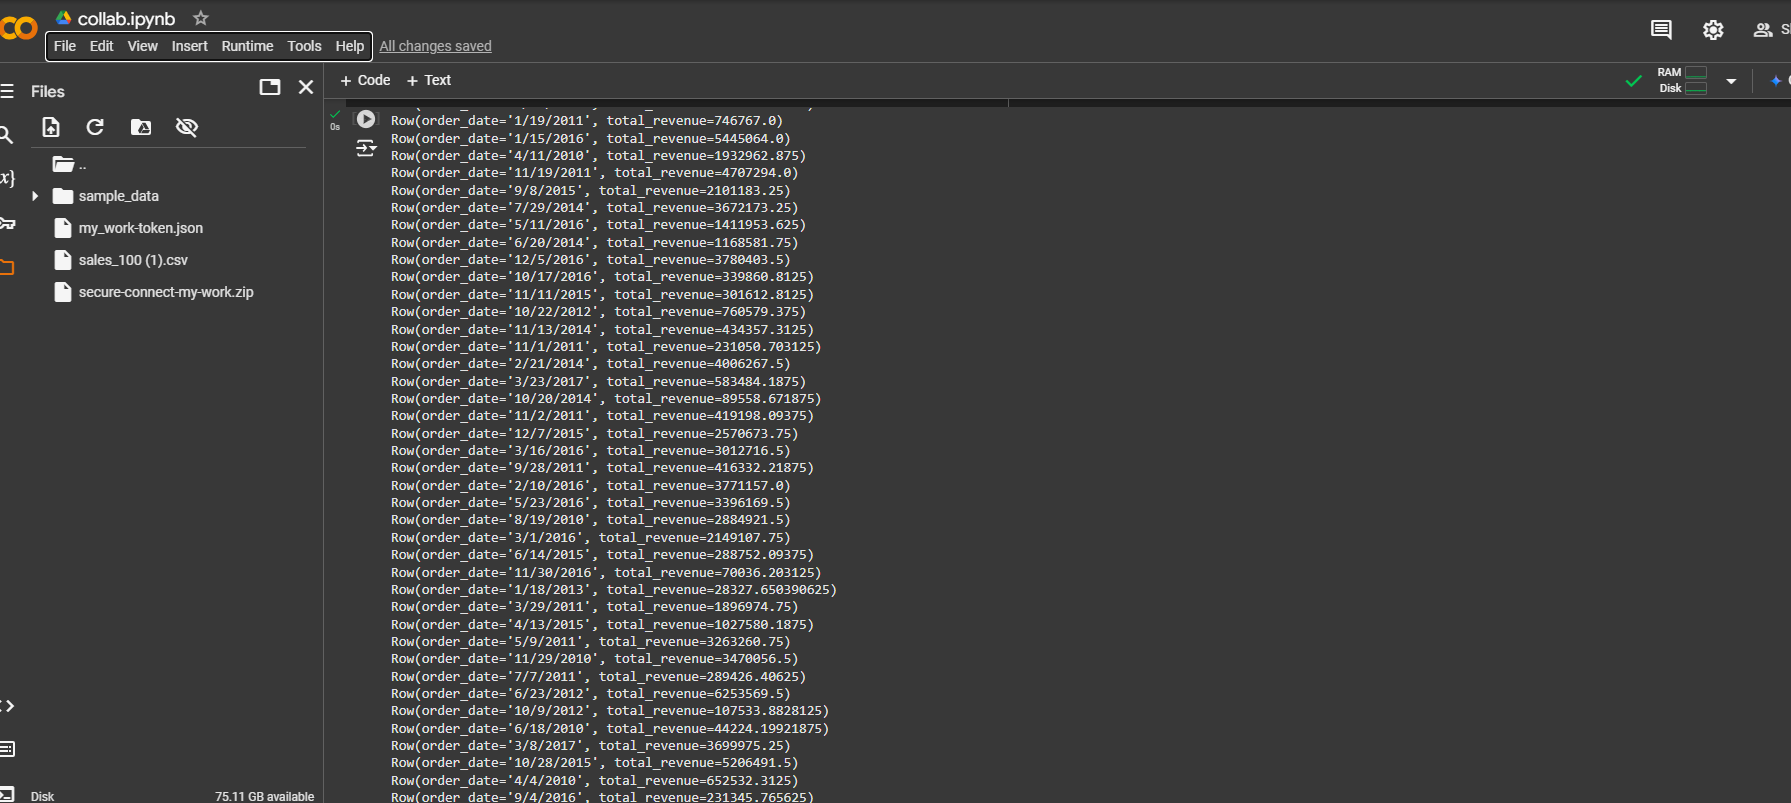 collab.ipynb
File Edit View Insert Runtime Tools Help All changes saved
Files
+ Code + Text
RAM
Disk
0s
..
sample_data
my_work-token.json
sales_100 (1).csv
secure-connect-my-work.zip
Row(order_date='1/19/2011', total_revenue=746767.0)
Row(order_date='1/15/2016', total_revenue=5445064.0)
Row(order_date='4/11/2010', total_revenue=1932962.875)
Row(order_date='11/19/2011', total_revenue=4707294.0)
Row(order_date='9/8/2015', total_revenue=2101183.25)
Row(order_date='7/29/2014', total_revenue=3672173.25)
Row(order_date='5/11/2016', total_revenue=1411953.625)
Row(order_date='6/20/2014', total_revenue=1168581.75)
Row(order_date='12/5/2016', total_revenue=3780403.5)
Row(order_date='10/17/2016', total_revenue=339860.8125)
Row(order_date='11/11/2015', total_revenue=301612.8125)
Row(order_date='10/22/2012', total_revenue=760579.375)
Row(order_date='11/13/2014', total_revenue=434357.3125)
Row(order_date='11/1/2011', total_revenue=231050.703125)
Row(order_date='2/21/2014', total_revenue=4006267.5)
Row(order_date='3/23/2017', total_revenue=583484.1875)
Row(order_date='10/20/2014', total_revenue=89558.671875)
Row(order_date='11/2/2011', total_revenue=419198.09375)
Row(order_date='12/7/2015', total_revenue=2570673.75)
Row(order_date='3/16/2016', total_revenue=3012716.5)
Row(order_date='9/28/2011', total_revenue=416332.21875)
Row(order_date='2/10/2016', total_revenue=3771157.0)
Row(order_date='5/23/2016', total_revenue=3396169.5)
Row(order_date='8/19/2010', total_revenue=2884921.5)
Row(order_date='3/1/2016', total_revenue=2149107.75)
Row(order_date='6/14/2015', total_revenue=288752.09375)
Row(order_date='11/30/2016', total_revenue=70036.203125)
Row(order_date='1/18/2013', total_revenue=28327.650390625)
Row(order_date='3/29/2011', total_revenue=1896974.75)
Row(order_date='4/13/2015', total_revenue=1027580.1875)
Row(order_date='5/9/2011', total_revenue=3263260.75)
Row(order_date='11/29/2010', total_revenue=3470056.5)
Row(order_date='7/7/2011', total_revenue=289426.40625)
Row(order_date='6/23/2012', total_revenue=6253569.5)
Row(order_date='10/9/2012', total_revenue=107533.8828125)
Row(order_date='6/18/2010', total_revenue=44224.19921875)
Row(order_date='3/8/2017', total_revenue=3699975.25)
Row(order_date='10/28/2015', total_revenue=5206491.5)
Row(order_date='4/4/2010', total_revenue=652532.3125)
Row(order_date='9/4/2016', total_revenue=231345.765625)
Disk 75.11 GB available